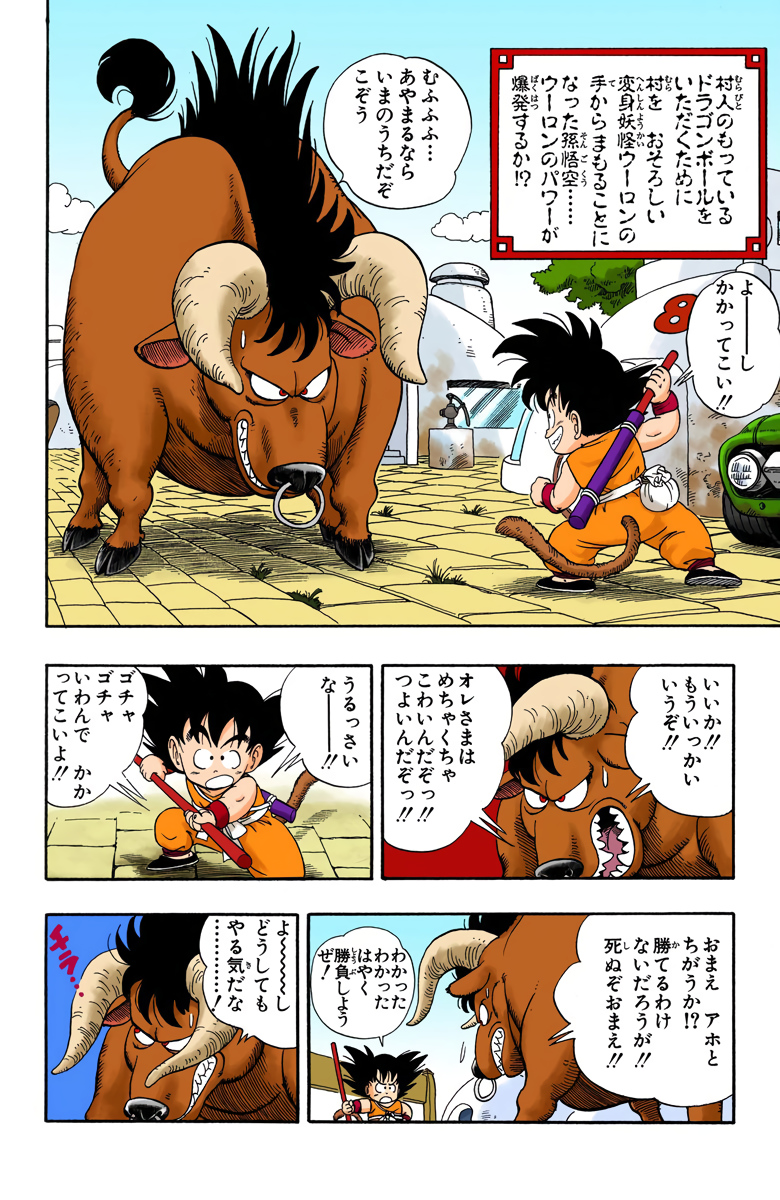 村人のもっている
ドラゴンボールを
いただくために
村を　おそろしい
変身妖怪ウーロンの
手からまもることに
なった孫悟空……
ウーロンのパワーが
爆発するか!?
よ――し
かかってこい!!
むふふふ…
あやまるなら
いまのうちだぞ
こぞう
8
いいか!!
もういっかい
いうぞ!!
オレさまは
めちゃくちゃ
こわいんだぞっ!!
つよいんだぞっ!!
うるっさい
な――!!
ゴチャ
ゴチャ
いわんで　かか
ってこいよ!!
おまえ　アホと
ちがうか!?
勝てるわけ
ないだろうが!!
死ぬぞおまえ!!
わかった
わかった
はやく
勝負しよう
ぜ!
よ〜〜〜し
どうしても
やる気だな
………!
チラ…